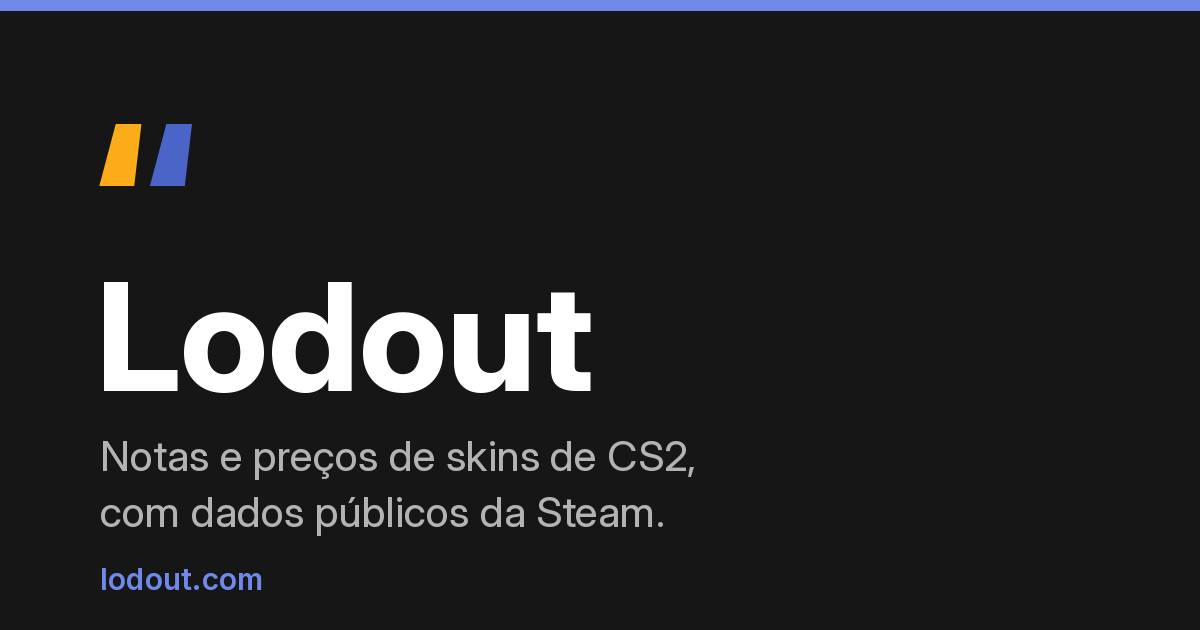 Lodout
Notas e preços de skins de CS2,
com dados públicos da Steam.
lodout.com